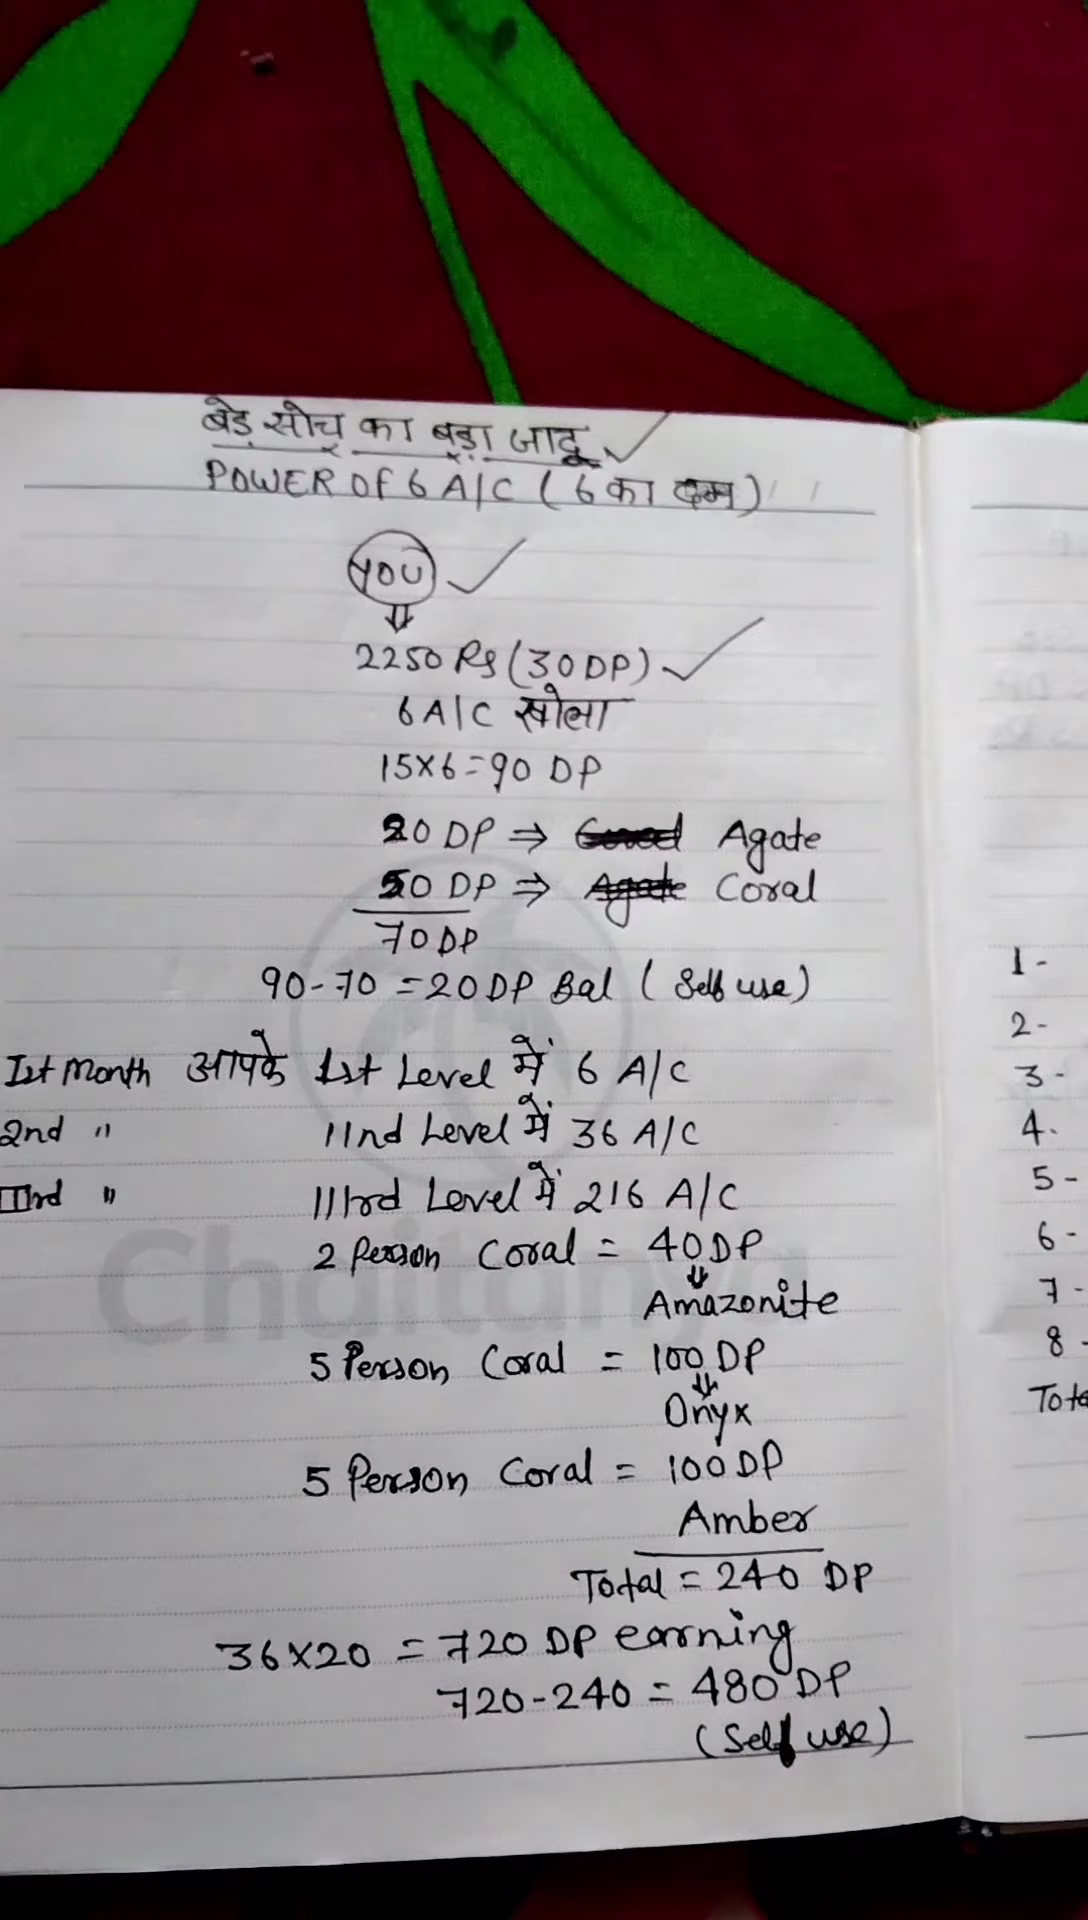 बड़े सोच का बड़ा जादू
POWER OF 6 A/C (6 का दम)
YOU
⇓
2250 Rs (30 DP)
6 A/C खोला
15×6=90 DP
20 DP ⇒ Agate
50 DP ⇒ Agate Coral
70 DP
90-70 = 20 DP Bal (Self use)
Ist Month आपके 1st Level में 6 A/C
2nd " IInd Level में 36 A/C
IIIrd " IIIrd Level में 216 A/C
2 Person Coral = 40 DP
⇓
Amazonite
5 Person Coral = 100 DP
⇓
Onyx
5 Person Coral = 100 DP
Amber
Total = 240 DP
36×20 = 720 DP earning
720-240 = 480 DP
(Self use)
Chaitanya
1-
2-
3-
4.
5-
6-
7-
8-